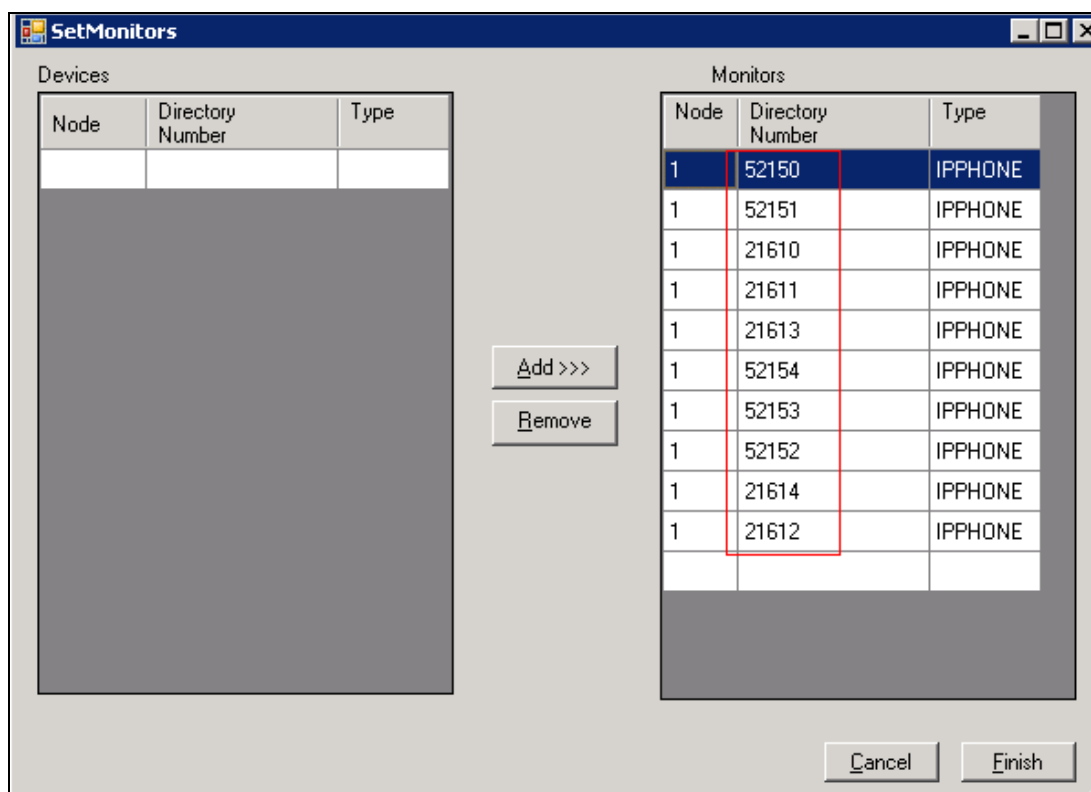 SetMonitors
Devices
Monitors
Node Directory Number Type
Node Directory Number Type
1 52150 IPPHONE
1 52151 IPPHONE
1 21610 IPPHONE
1 21611 IPPHONE
1 21613 IPPHONE
1 52154 IPPHONE
1 52153 IPPHONE
1 52152 IPPHONE
1 21614 IPPHONE
1 21612 IPPHONE
Add >>>
Remove
Cancel Finish